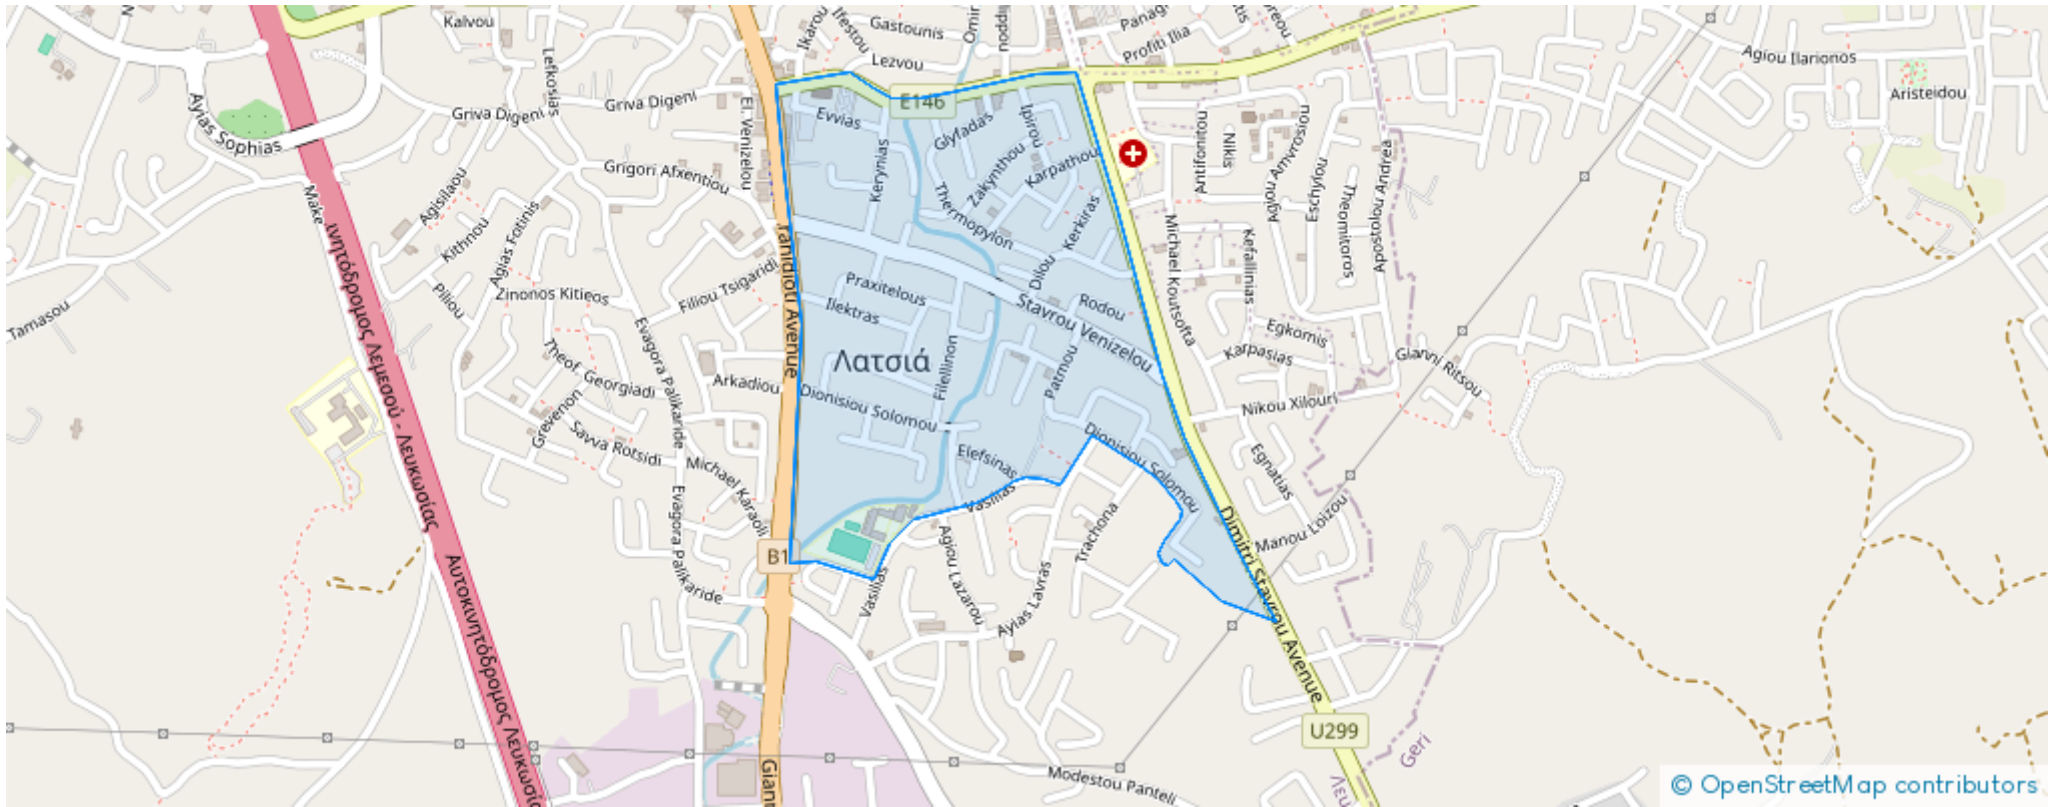 Kalvou
Lefkosias
Ikarou
Ifestou
Gastounis
Lezvou
Profiti Ilia
Agiou Ilarionos
Aristeidou
Ayias Sophias
Griva Digeni
Griva Digeni
El. Venizelou
Evvias
E146
Glyfadas
Ipirou
Kerynias
Zakynthou
Karpathou
Antifonitou
Nikis
Agiou Amvrosiou
Eschylou
Theomitoros
Apostolou Andrea
Grigori Afxentiou
Agisilaou
Kithnou
Agias Fotinis
Thermopylon
Kerkiras
Michael Koutsofta
Kefallinias
Piliou
Zinonos Kitieos
Filiou Tsigaridi
Praxitelous
Ilektras
Dilou
Rodou
Stavrou Venizelou
Egkomis
Karpasias
Gianni Ritsou
Tamasou
Theof. Georgiadi
Evagora Palikaride
Arkadiou
Λατσιά
Filellinon
Patmou
Nikou Xilouri
Grevenon
Savva Rotsidi
Michael Karaoli
Dionisiou Solomou
Dionisiou Solomou
Elefsinas
Vasilias
Egnatias
Manou Loizou
Evagora Palikaride
B1
Vasilias
Agiou Lazarou
Ayias Lavras
Trachona
Dimitri Stavrou Avenue
U299
Geri
Modestou Panteli
© OpenStreetMap contributors